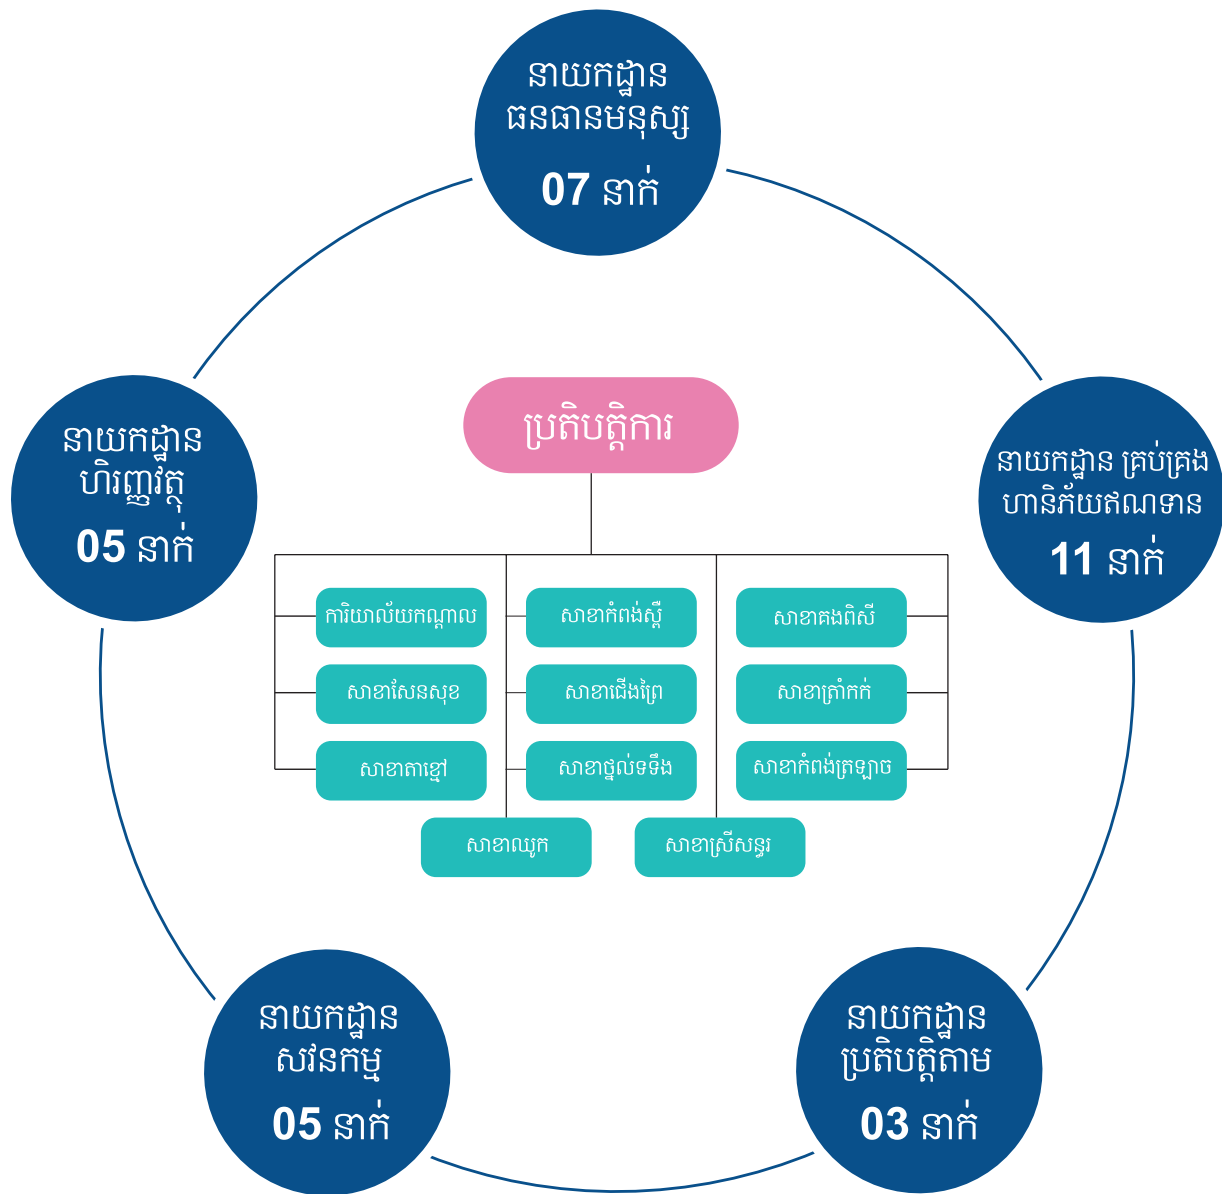 នាយកដ្ឋាន
ធនធានមនុស្ស
07 នាក់
នាយកដ្ឋាន
ហិរញ្ញវត្ថុ
05 នាក់
ប្រតិបត្តិការ
នាយកដ្ឋាន គ្រប់គ្រង
ហានិភ័យឥណទាន
11 នាក់
ការិយាល័យកណ្តាល
សាខាកំពង់ស្ពឺ
សាខាគងពិសី
សាខាសែនសុខ
សាខាជើងព្រៃ
សាខាត្រាំកក់
សាខាតាខ្មៅ
សាខាថ្នល់ទទឹង
សាខាកំពង់ត្រឡាច
សាខាឈូក
សាខាស្រីសន្ធរ
នាយកដ្ឋាន
សវនកម្ម
05 នាក់
នាយកដ្ឋាន
ប្រតិបត្តិតាម
03 នាក់